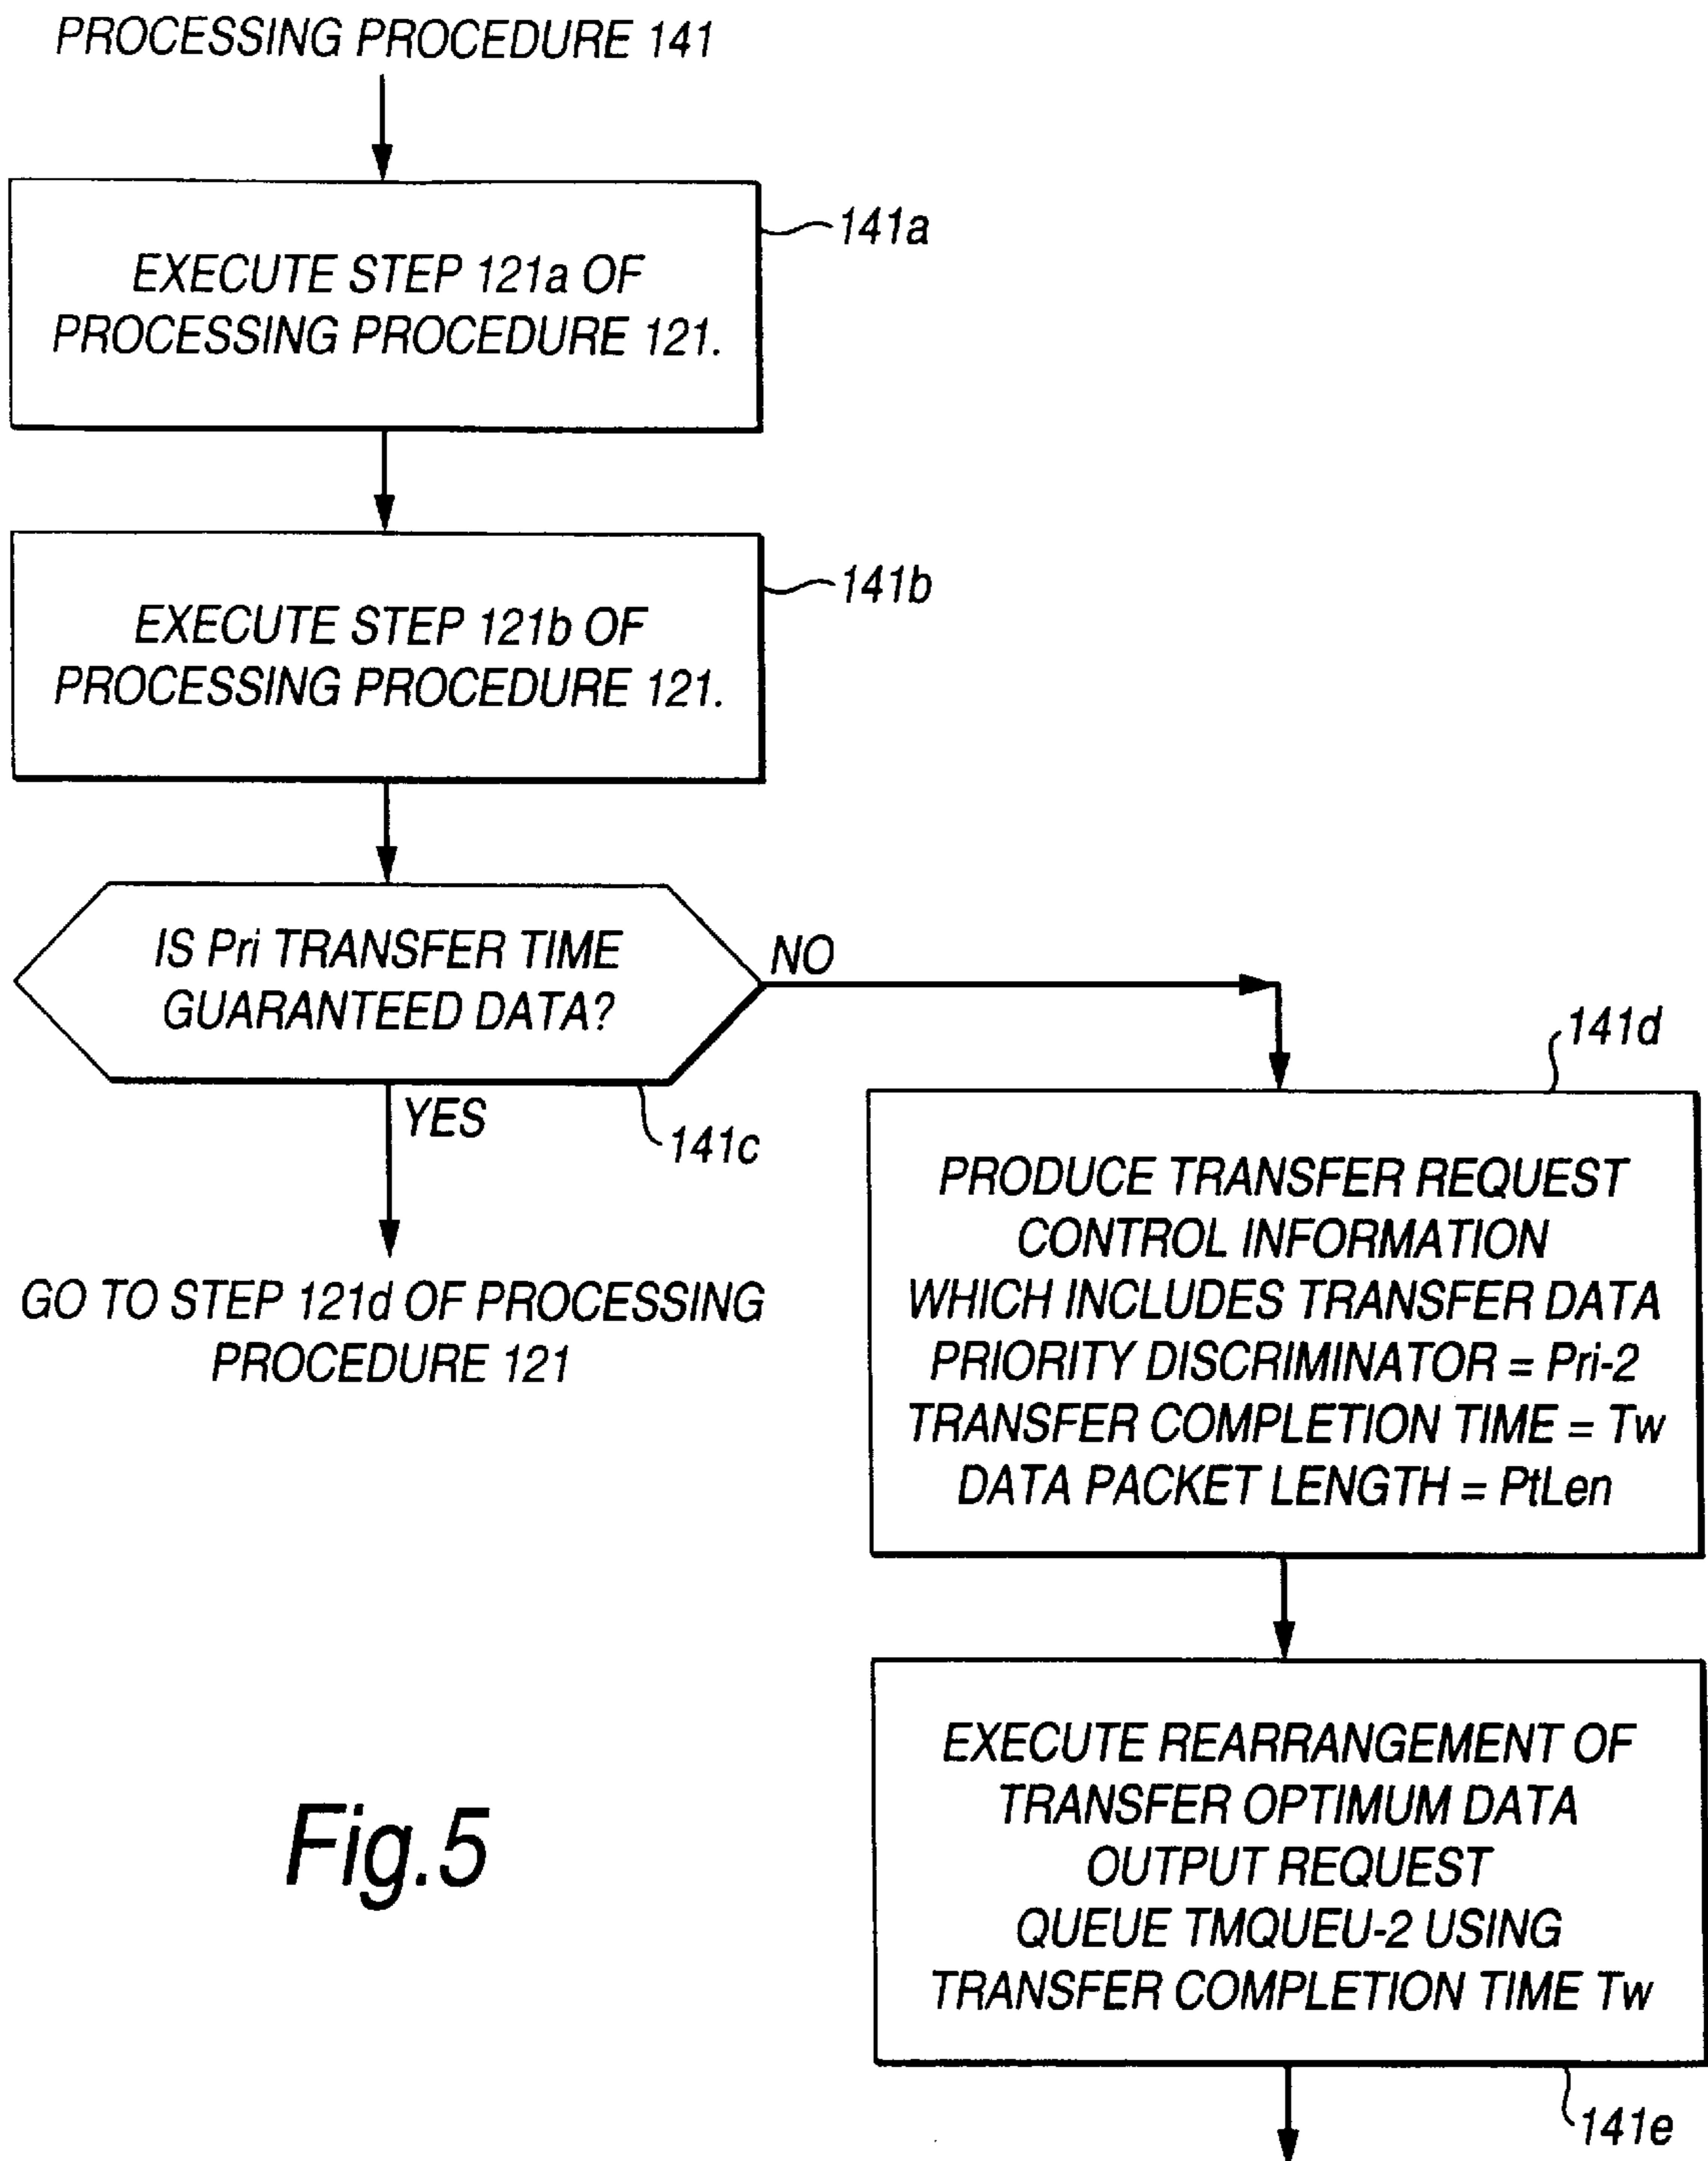 PROCESSING PROCEDURE 141
141a
EXECUTE STEP 121a OF
PROCESSING PROCEDURE 121.
141b
EXECUTE STEP 121b OF
PROCESSING PROCEDURE 121.
IS Pri TRANSFER TIME
GUARANTEED DATA?
NO
YES
141c
GO TO STEP 121d OF PROCESSING
PROCEDURE 121
141d
PRODUCE TRANSFER REQUEST
CONTROL INFORMATION
WHICH INCLUDES TRANSFER DATA
PRIORITY DISCRIMINATOR = Pri-2
TRANSFER COMPLETION TIME = Tw
DATA PACKET LENGTH = PtLen
EXECUTE REARRANGEMENT OF
TRANSFER OPTIMUM DATA
OUTPUT REQUEST
QUEUE TMQUEU-2 USING
TRANSFER COMPLETION TIME Tw
141e
Fig.5